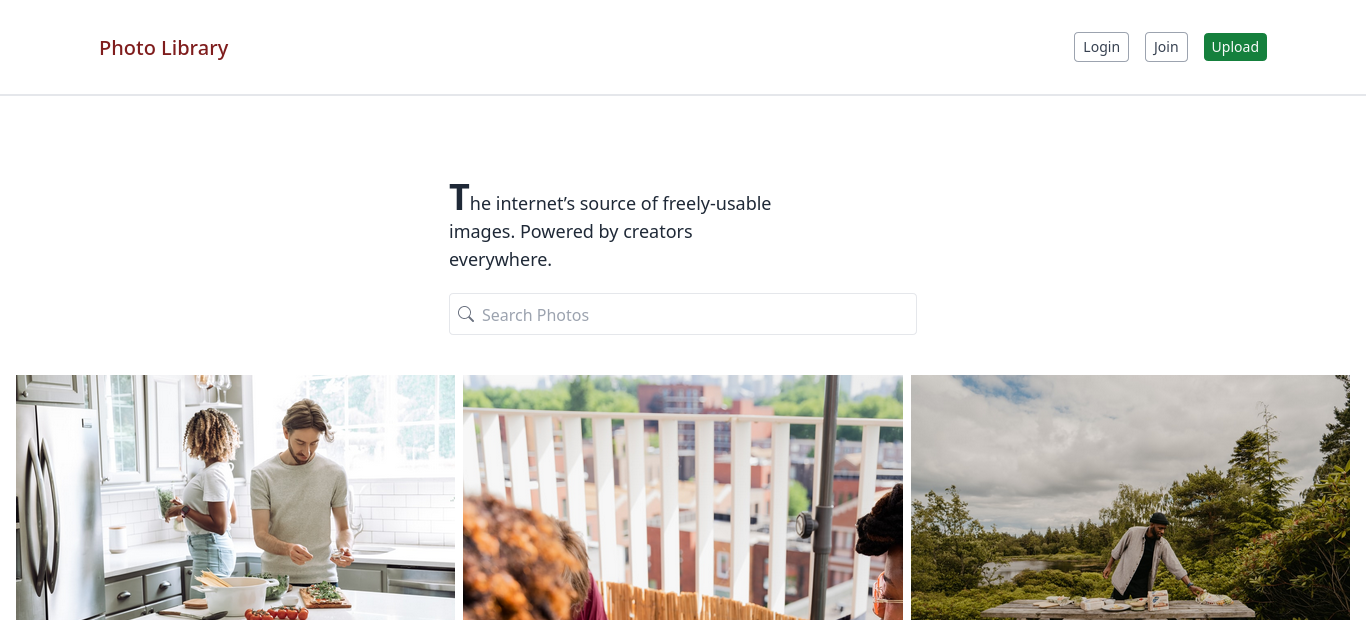 Photo Library
Login
Join
Upload
The internet’s source of freely-usable
images. Powered by creators
everywhere.
Search Photos